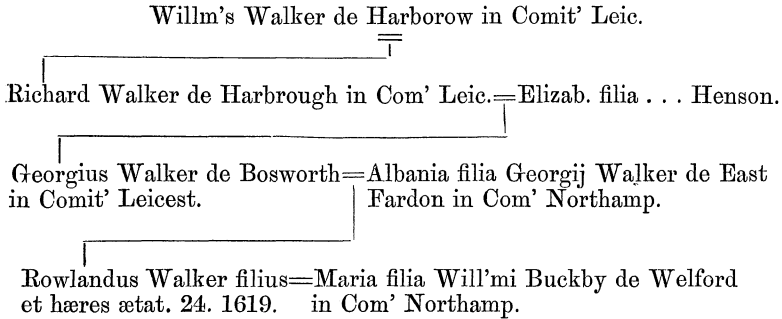 Willm's Walker de Harborow in Comit' Leic.
Richard Walker de Harbrough in Com' Leic.=Elizab. filia . . . Henson.
Georgius Walker de Bosworth=Albania filia Georgij Walker de East
in Comit' Leicest. Fardon in Com' Northamp.
Rowlandus Walker filius=Maria filia Will'mi Buckby de Welford
et hæres ætat. 24. 1619. in Com' Northamp.